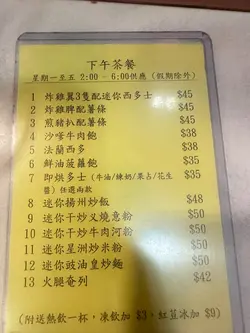 下午茶餐
星期一至五 2:00 - 6:00供應 (假期除外)
1 炸雞翼3隻配迷你西多士 $45
2 炸雞脾配薯條 $45
3 煎豬扒配薯條 $45
4 沙嗲牛肉飽 $38
5 法蘭西多 $38
6 鮮油菠蘿飽 $35
7 即烘多士 (牛油/煉奶/果占/花生 $35
醬) 任選兩款
8 迷你揚州炒飯 $48
9 迷你干炒叉燒意粉 $50
10 迷你干炒牛肉河粉 $50
11 迷你星洲炒米粉 $50
12 迷你豉油皇炒麵 $50
13 火腿奄列 $42
(附送熱飲一杯，凍飲加 $3，紅荳冰加 $9)